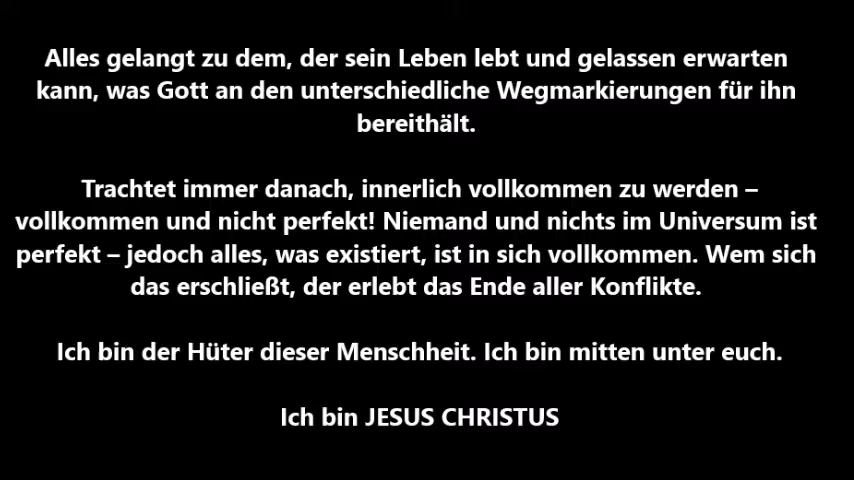 Alles gelangt zu dem, der sein Leben lebt und gelassen erwarten
kann, was Gott an den unterschiedliche Wegmarkierungen für ihn
bereithält.
Trachtet immer danach, innerlich vollkommen zu werden –
vollkommen und nicht perfekt! Niemand und nichts im Universum ist
perfekt – jedoch alles, was existiert, ist in sich vollkommen. Wem sich
das erschließt, der erlebt das Ende aller Konflikte.
Ich bin der Hüter dieser Menschheit. Ich bin mitten unter euch.
Ich bin JESUS CHRISTUS